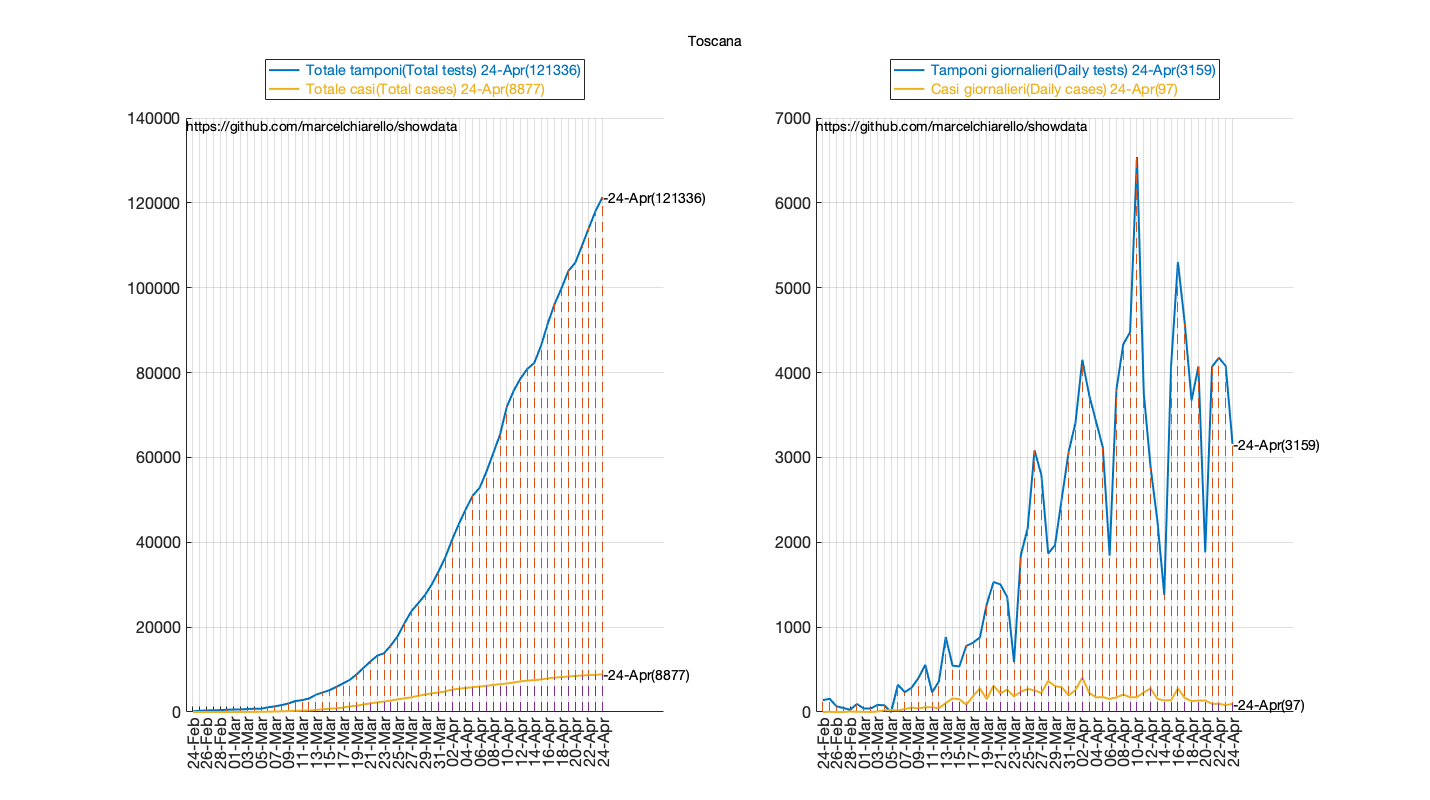 Toscana
Totale tamponi(Total tests) 24-Apr(121336)
Totale casi(Total cases) 24-Apr(8877)
140000
120000
100000
80000
60000
40000
20000
0
https://github.com/marcelchiarello/showdata
-24-Apr(121336)
-24-Apr(8877)
24-Feb
26-Feb
28-Feb
01-Mar
03-Mar
05-Mar
07-Mar
09-Mar
11-Mar
13-Mar
15-Mar
17-Mar
19-Mar
21-Mar
23-Mar
25-Mar
27-Mar
29-Mar
31-Mar
02-Apr
04-Apr
06-Apr
08-Apr
10-Apr
12-Apr
14-Apr
16-Apr
18-Apr
20-Apr
22-Apr
24-Apr
Tamponi giornalieri(Daily tests) 24-Apr(3159)
Casi giornalieri(Daily cases) 24-Apr(97)
7000
6000
5000
4000
3000
2000
1000
0
https://github.com/marcelchiarello/showdata
-24-Apr(3159)
-24-Apr(97)
24-Feb
26-Feb
28-Feb
01-Mar
03-Mar
05-Mar
07-Mar
09-Mar
11-Mar
13-Mar
15-Mar
17-Mar
19-Mar
21-Mar
23-Mar
25-Mar
27-Mar
29-Mar
31-Mar
02-Apr
04-Apr
06-Apr
08-Apr
10-Apr
12-Apr
14-Apr
16-Apr
18-Apr
20-Apr
22-Apr
24-Apr